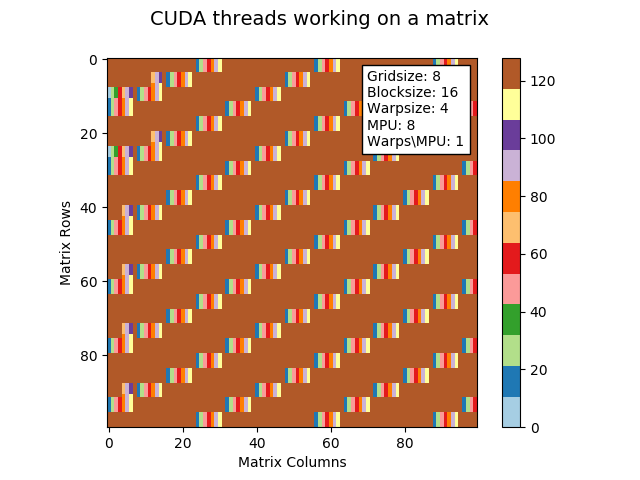 CUDA threads working on a matrix
Gridsize: 8
Blocksize: 16
Warpsize: 4
MPU: 8
Warps\MPU: 1
0
20
40
60
80
Matrix Rows
0 20 40 60 80
Matrix Columns
120
100
80
60
40
20
0